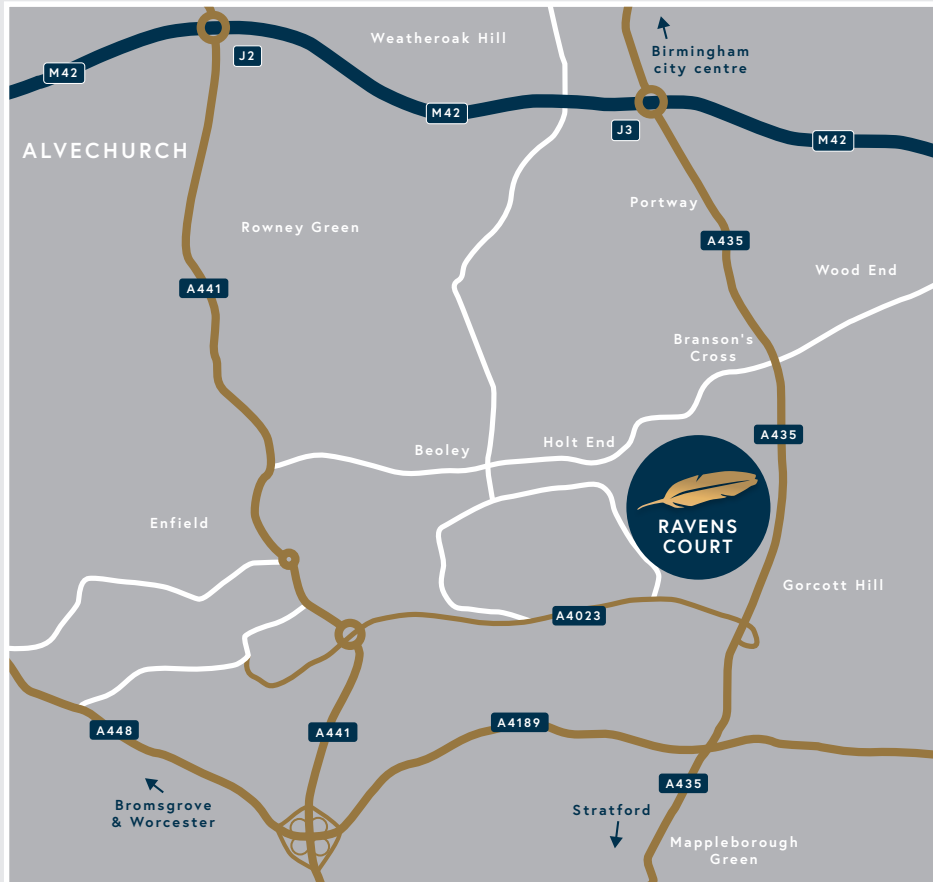 Weatheroak Hill
Birmingham
city centre
J2
M42
M42
J3
M42
ALVECHURCH
Portway
Rowney Green
A435
Wood End
A441
Branson's
Cross
A435
Beoley
Holt End
Enfield
RAVENS
COURT
Gorcott Hill
A4023
A448
A441
A4189
A435
Bromsgrove
& Worcester
Stratford
Mappleborough
Green